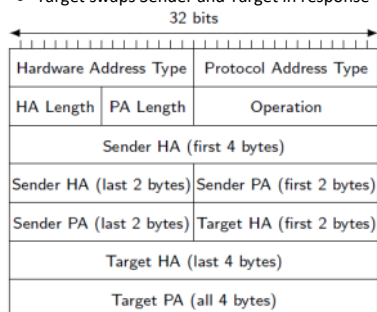 Target swaps Sender and Target in response
32 bits
Hardware Address Type Protocol Address Type
HA Length PA Length Operation
Sender HA (first 4 bytes)
Sender HA (last 2 bytes) Sender PA (first 2 bytes)
Sender PA (last 2 bytes) Target HA (first 2 bytes)
Target HA (last 4 bytes)
Target PA (all 4 bytes)